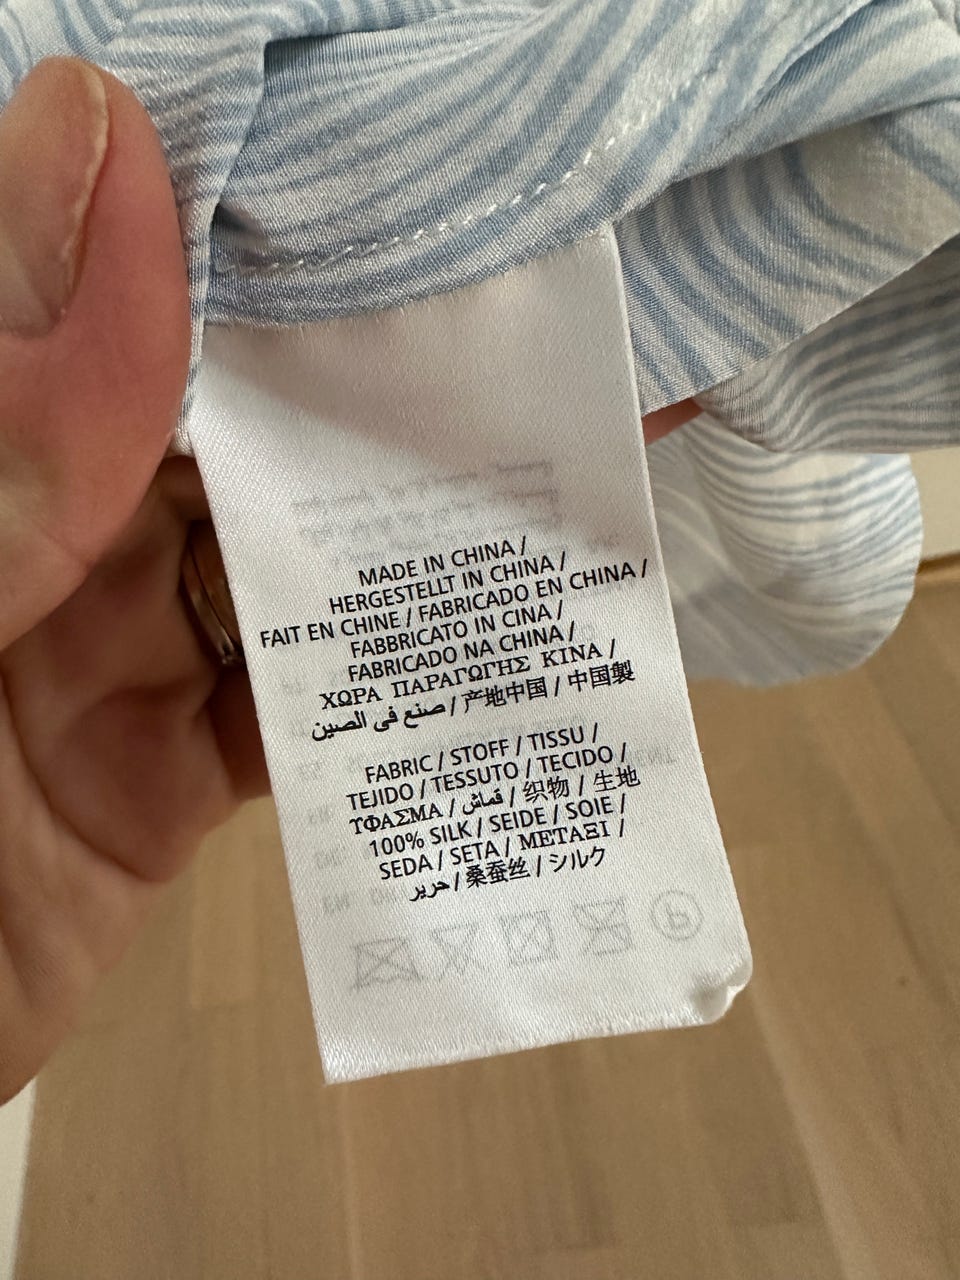 MADE IN CHINA /
HERGESTELLT IN CHINA /
FAIT EN CHINE / FABRICADO EN CHINA /
FABBRICATO IN CINA /
FABRICADO NA CHINA /
ΧΩΡΑ ΠΑΡΑΓΩΓΗΣ ΚΙΝΑ /
صنع في الصين / 产地中国 / 中国製
FABRIC / STOFF / TISSU /
TEJIDO / TESSUTO / TECIDO /
ΥΦΑΣΜΑ / قماش / 织物 / 生地
100% SILK / SEIDE / SOIE /
SEDA / SETA / ΜΕΤΑΞΙ /
حرير / 桑蚕丝 / シルク